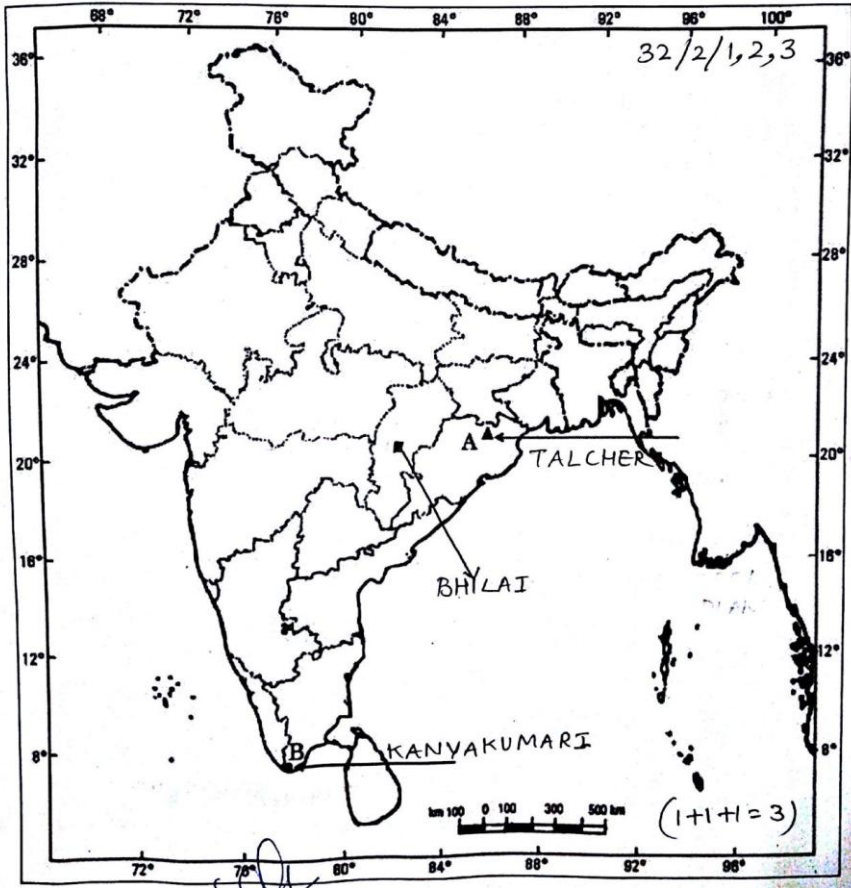 68° 72° 76° 80° 84° 88° 92° 96° 100°
32/2/1,2,3
36° 36°
32° 32°
28° 28°
24° 24°
A
20° 20°
TALCHER
16° 16°
BHILAI
12° 12°
B
KANYAKUMARI
8° 8°
km 100 0 100 300 500 km
(1+1+1=3)
72° 76° 80° 84° 88° 92° 96°